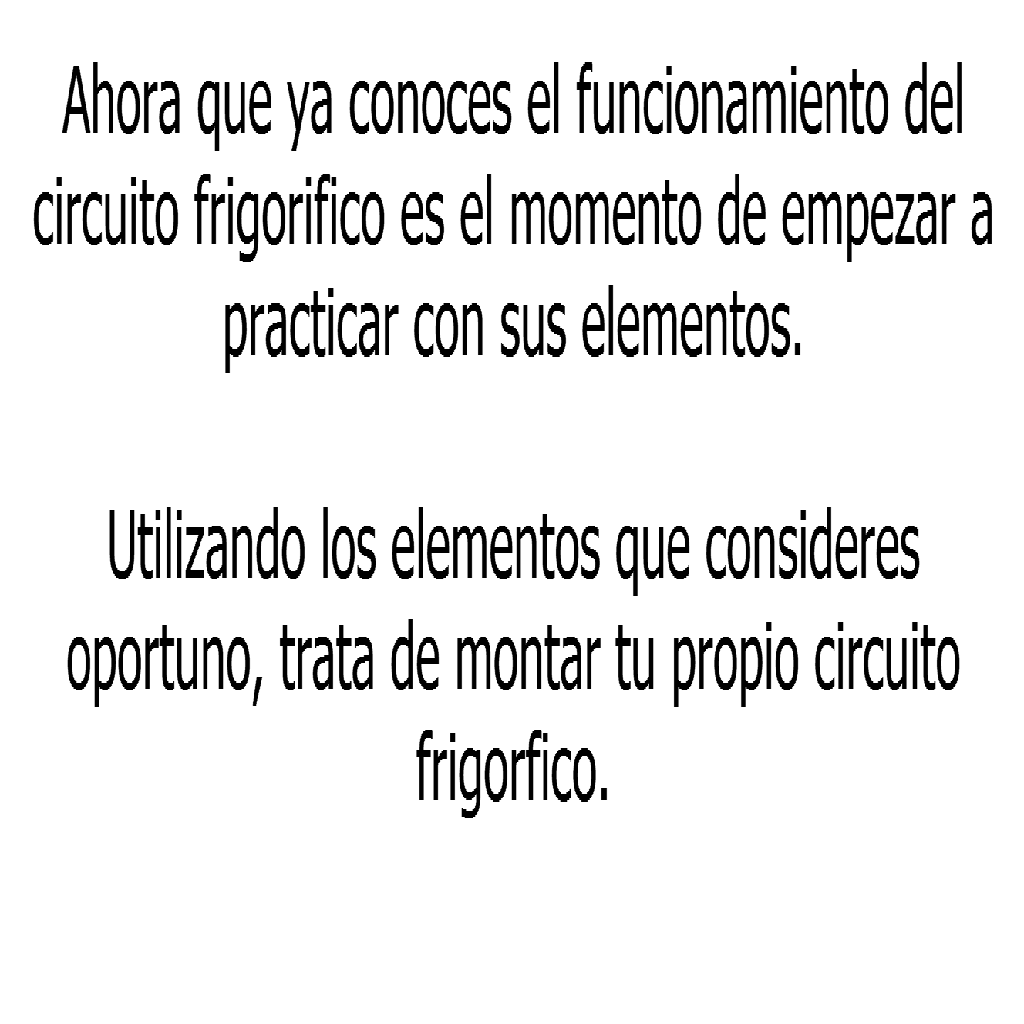 Ahora que ya conoces el funcionamiento del
circuito frigorifico es el momento de empezar a
practicar con sus elementos.
Utilizando los elementos que consideres
oportuno, trata de montar tu propio circuito
frigorfico.